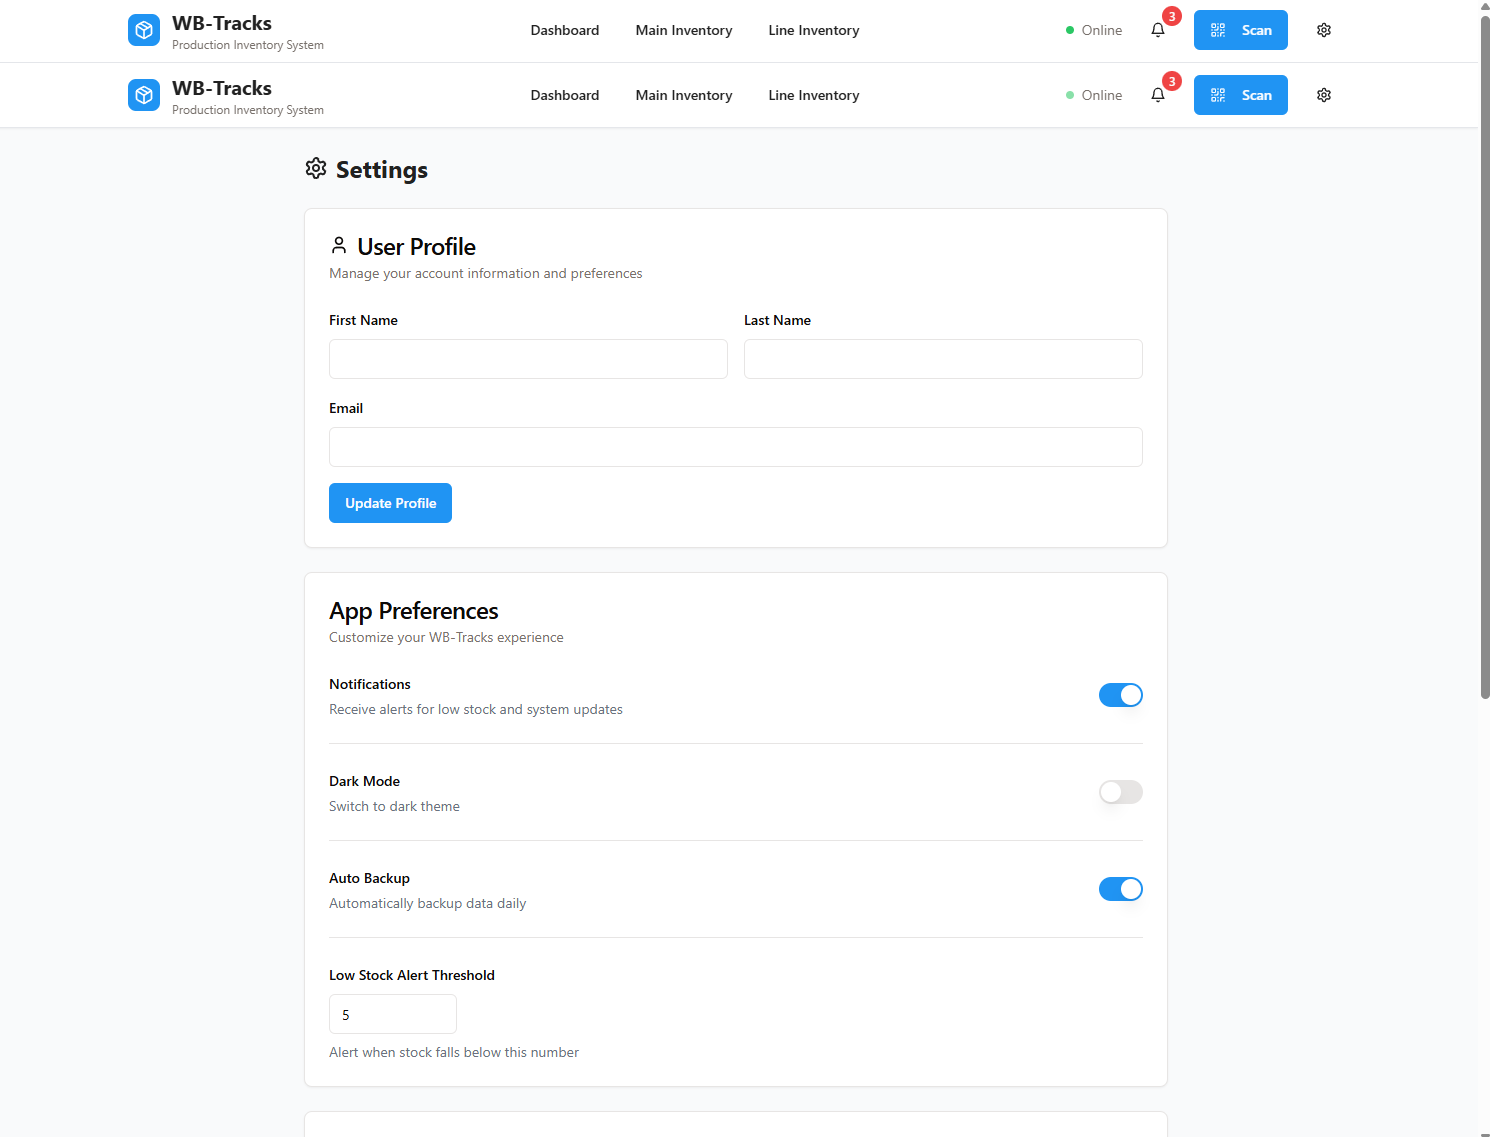 WB-Tracks
Production Inventory System
Dashboard Main Inventory Line Inventory
Online 3 Scan
WB-Tracks
Production Inventory System
Dashboard Main Inventory Line Inventory
Online 3 Scan
Settings
User Profile
Manage your account information and preferences
First Name Last Name
Email
Update Profile
App Preferences
Customize your WB-Tracks experience
Notifications
Receive alerts for low stock and system updates
Dark Mode
Switch to dark theme
Auto Backup
Automatically backup data daily
Low Stock Alert Threshold
5
Alert when stock falls below this number